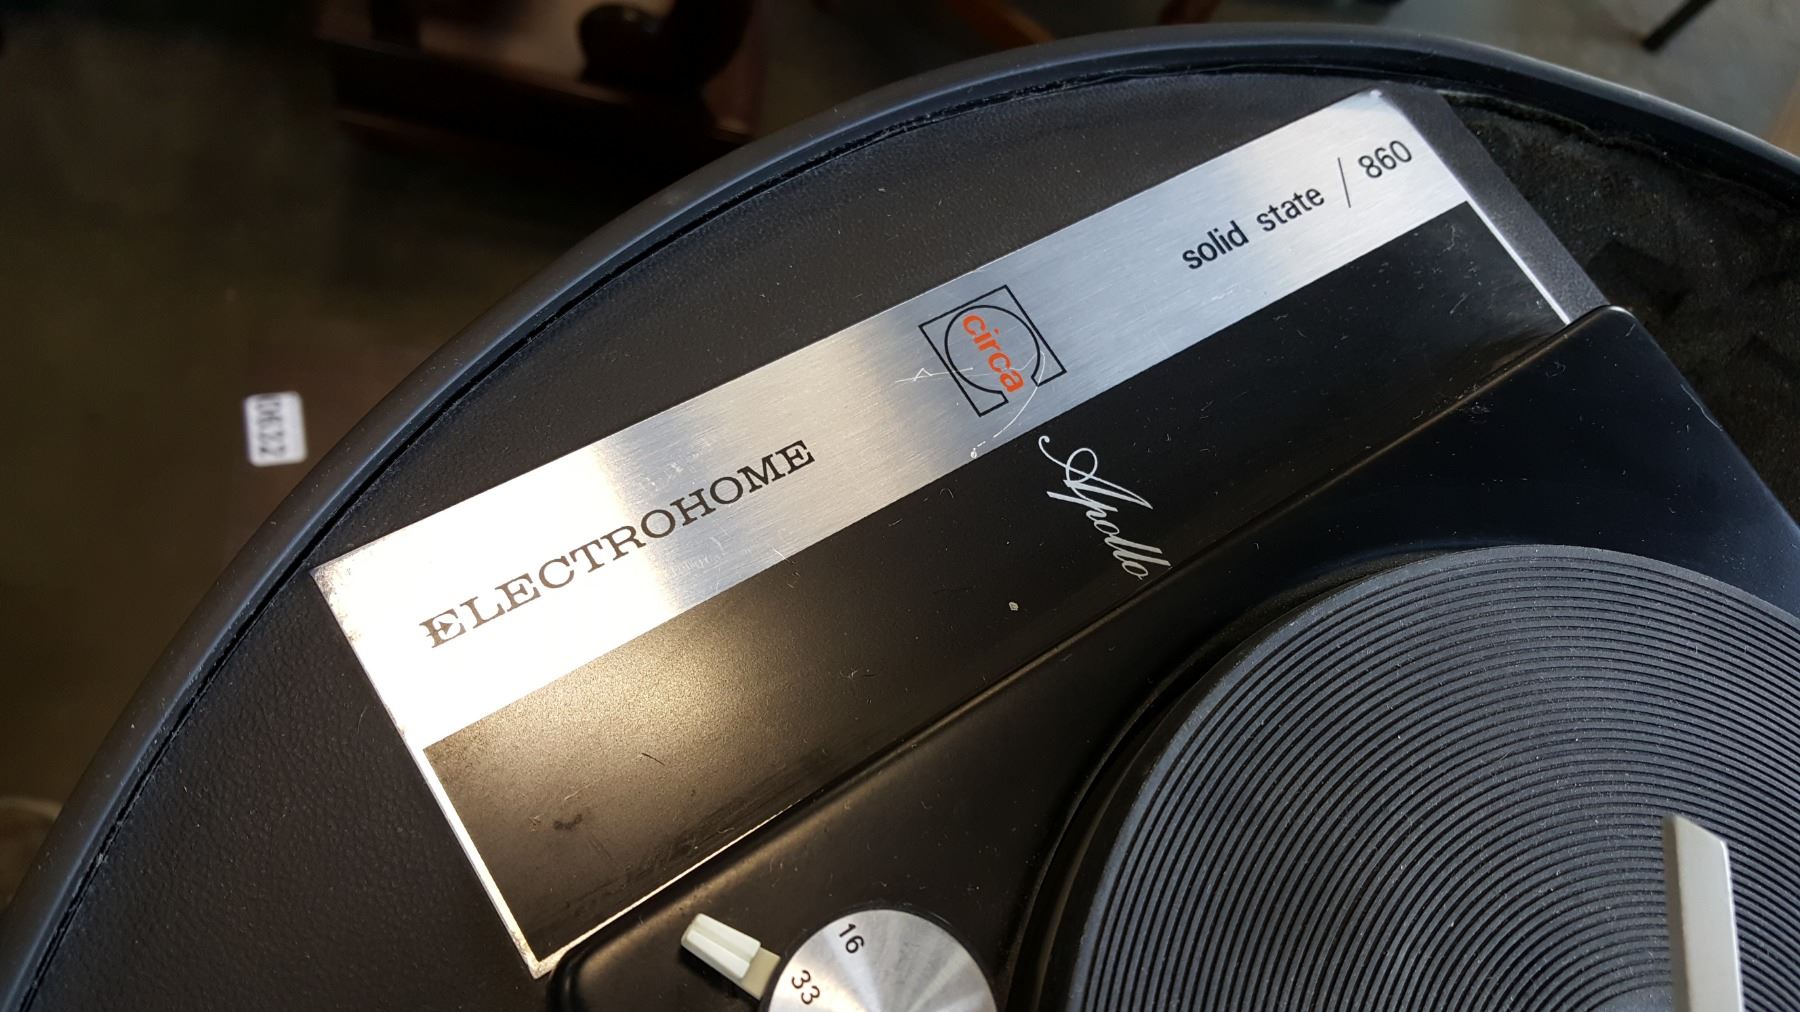 ELECTROHOME
circa
solid state / 860
Apollo
16
33
0632